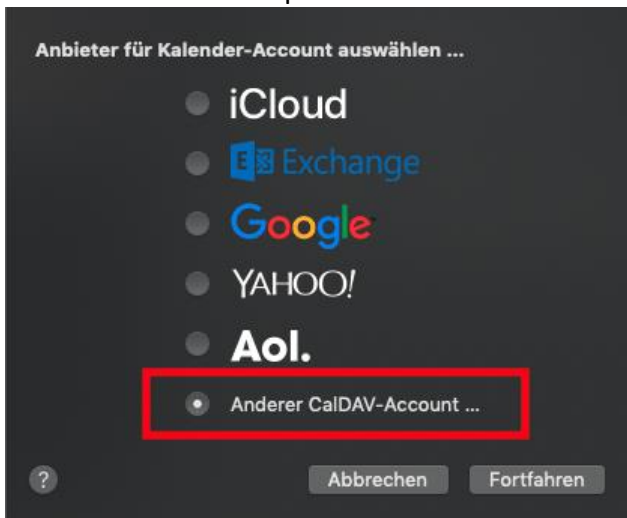 Anbieter für Kalender-Account auswählen ...
iCloud
E Exchange
Google
YAHOO!
Aol.
Anderer CalDAV-Account ...
? Abbrechen Fortfahren